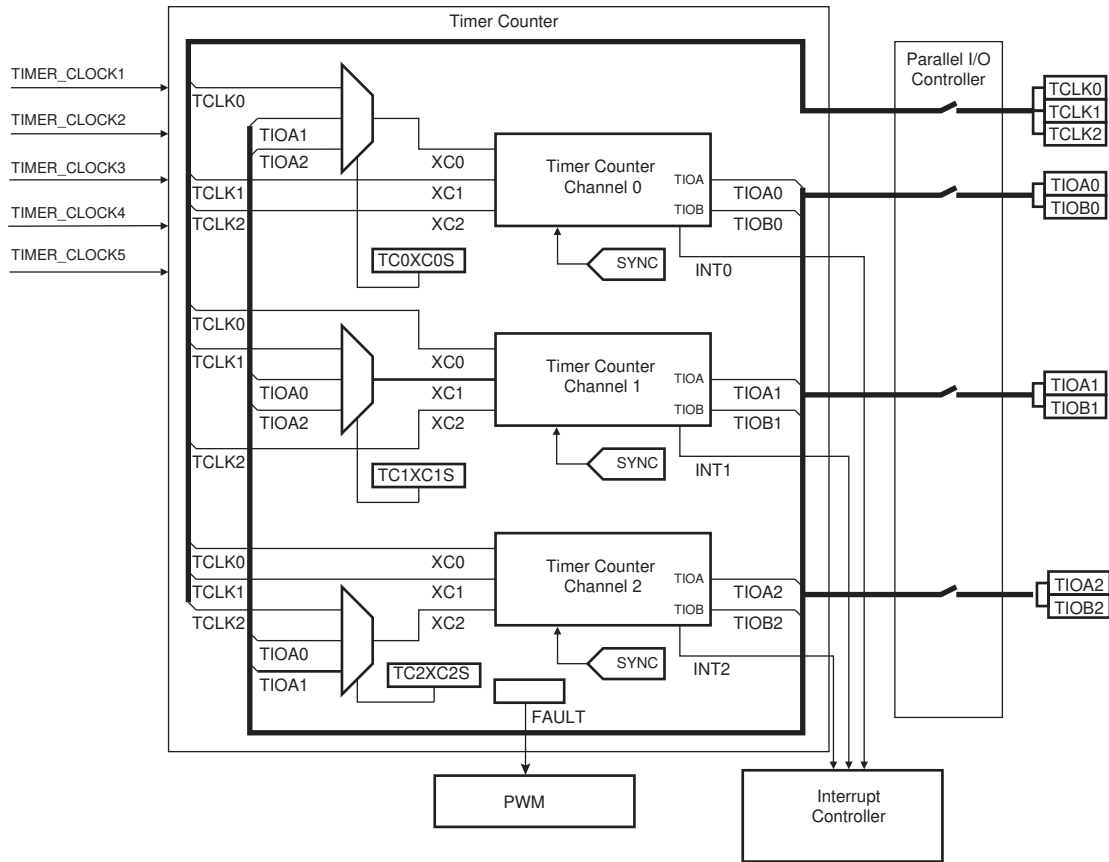 Timer Counter
Parallel I/O
Controller
TIMER_CLOCK1
TIMER_CLOCK2
TIMER_CLOCK3
TIMER_CLOCK4
TIMER_CLOCK5
TCLK0
TIOA1
TIOA2
XC0
TCLK1
XC1
TCLK2
XC2
Timer Counter
Channel 0
TIOA
TIOB
TIOA0
TIOB0
TC0XC0S
SYNC
INT0
TCLK0
TCLK1
TCLK2
TIOA0
TIOB0
TCLK0
XC0
TCLK1
TIOA0
XC1
TIOA2
XC2
TCLK2
Timer Counter
Channel 1
TIOA
TIOB
TIOA1
TIOB1
TC1XC1S
SYNC
INT1
TIOA1
TIOB1
TCLK0
XC0
TCLK1
XC1
TCLK2
XC2
TIOA0
TIOA1
Timer Counter
Channel 2
TIOA
TIOB
TIOA2
TIOB2
TC2XC2S
SYNC
INT2
TIOA2
TIOB2
FAULT
PWM
Interrupt
Controller